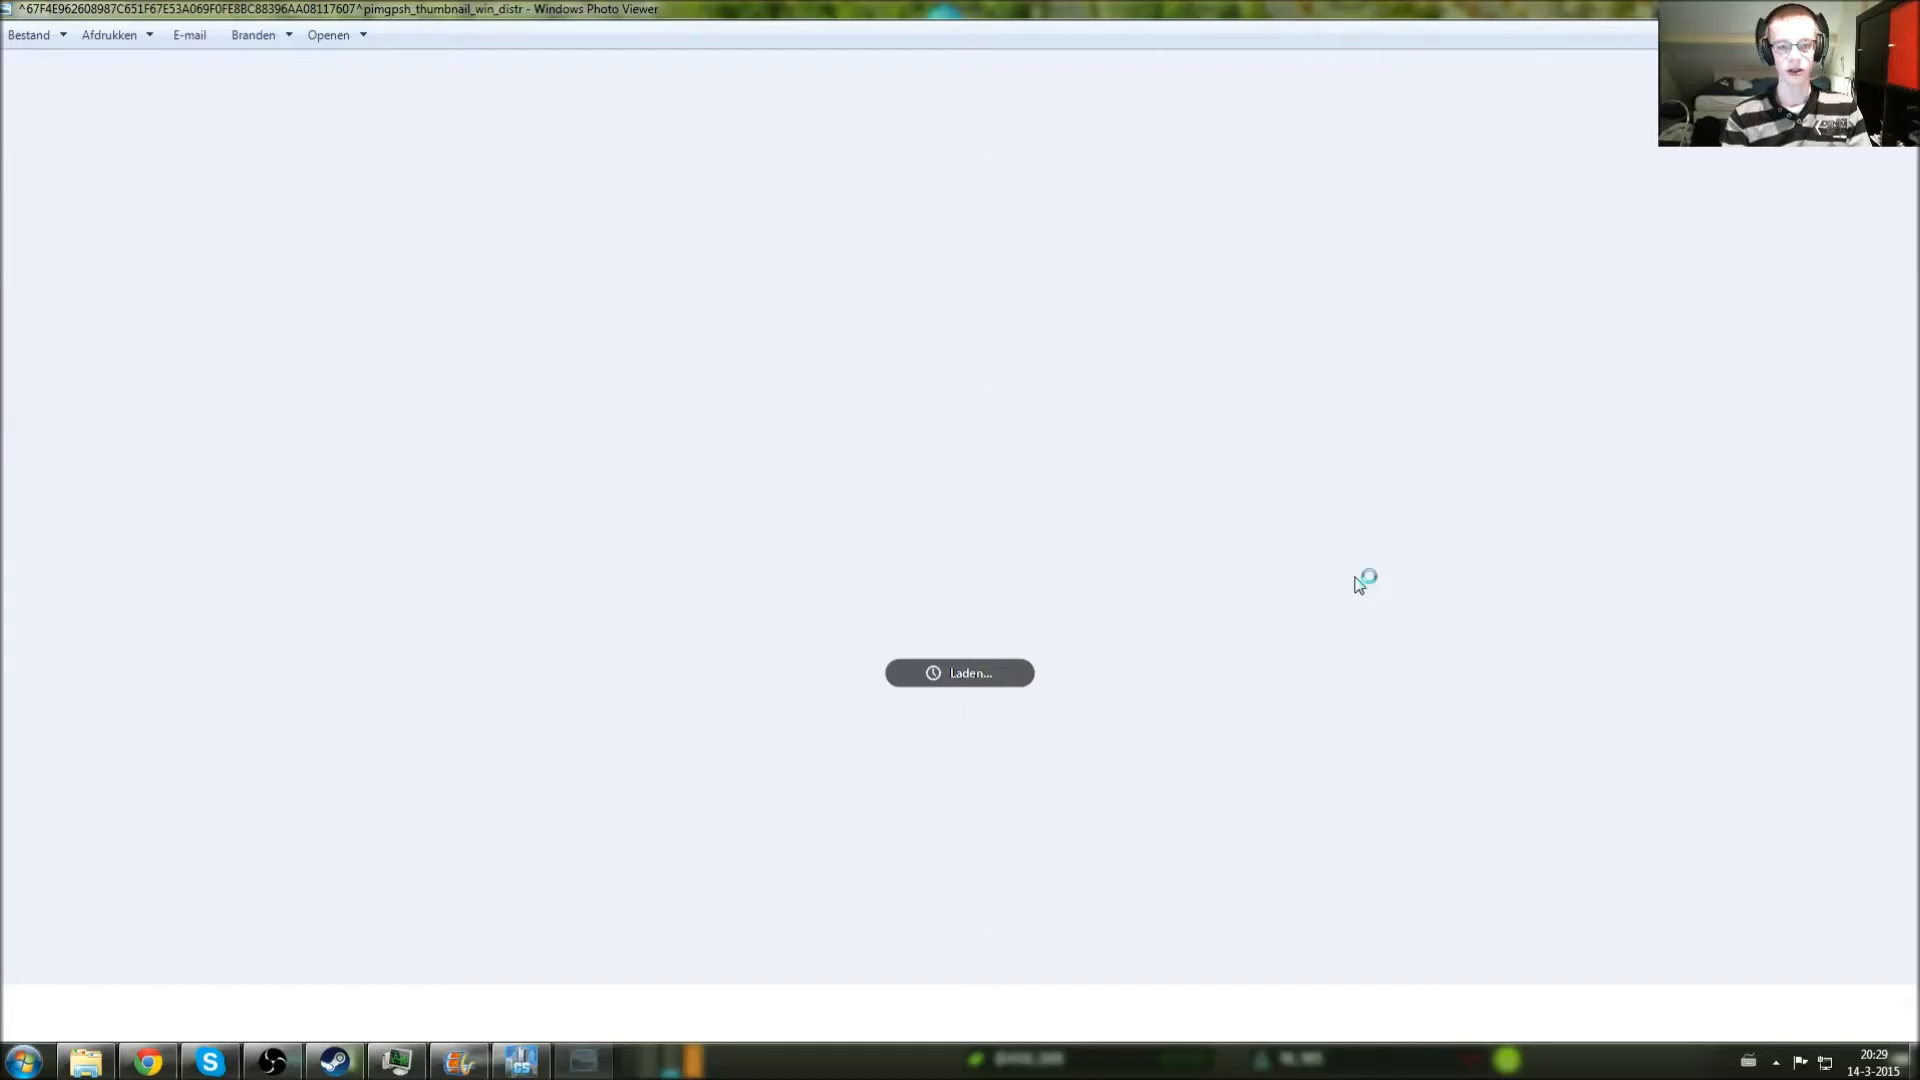 ^67F4E962608987C651F67E53A069F0FE8BC88396AA08117607^pimgpsh_thumbnail_win_distr - Windows Photo Viewer
Bestand Afdrukken E-mail Branden Openen
Laden...
20:29
14-3-2015